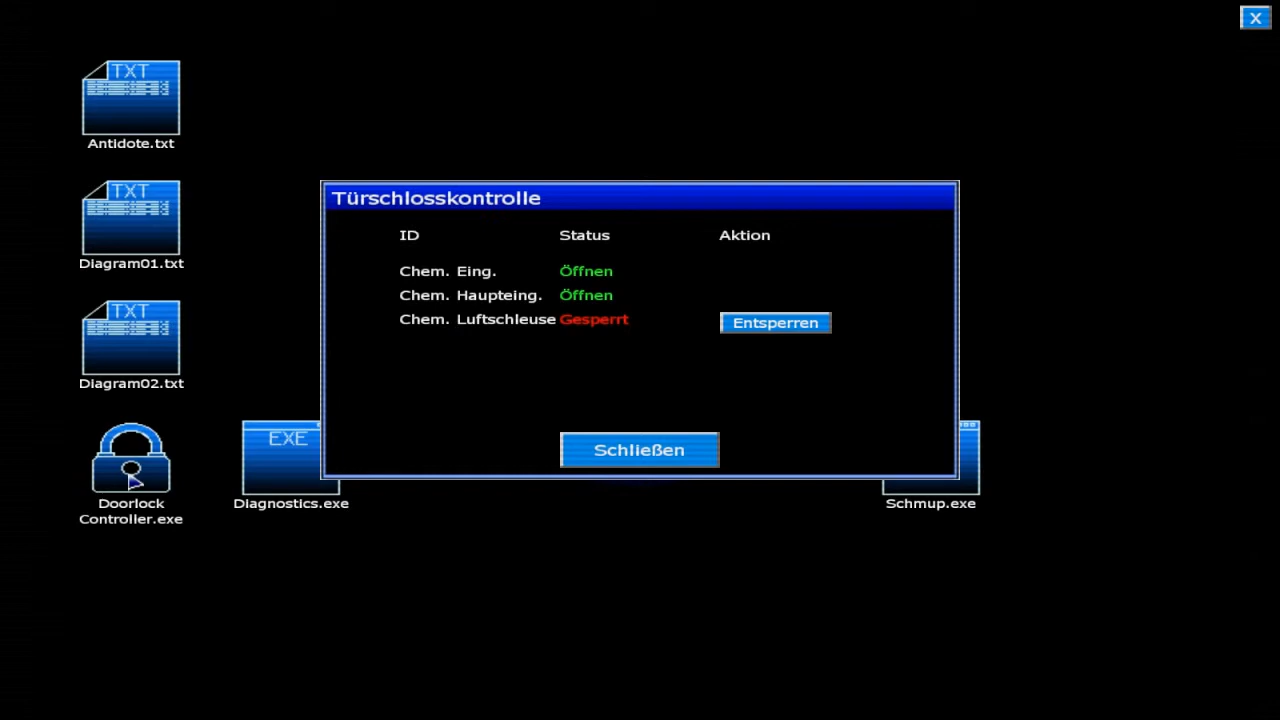 X
TXT
Antidote.txt
TXT
Diagram01.txt
TXT
Diagram02.txt
Doorlock
Controller.exe
EXE
Diagnostics.exe
Schmup.exe
Türschlosskontrolle
ID Status Aktion
Chem. Eing. Öffnen
Chem. Haupteing. Öffnen
Chem. Luftschleuse Gesperrt Entsperren
Schließen